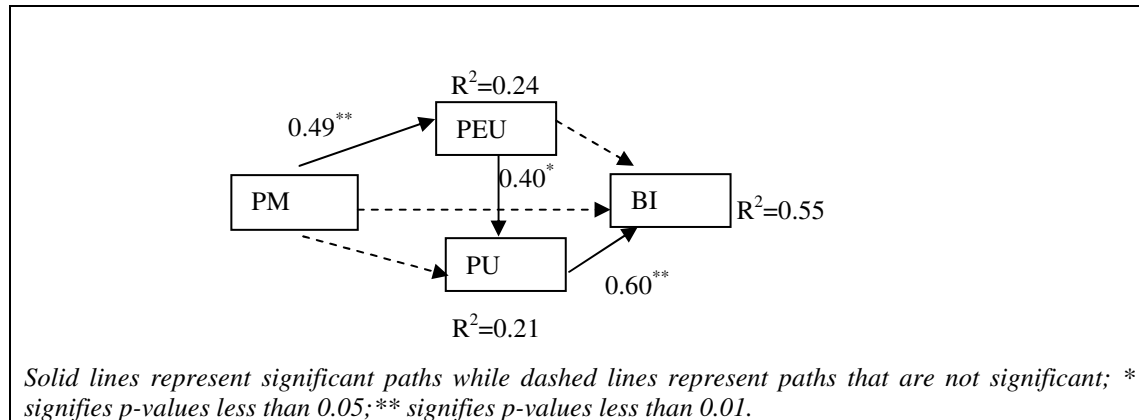 R²=0.24
0.49**
PEU
0.40*
PM
BI
R²=0.55
PU
0.60**
R²=0.21
Solid lines represent significant paths while dashed lines represent paths that are not significant; *
signifies p-values less than 0.05;** signifies p-values less than 0.01.